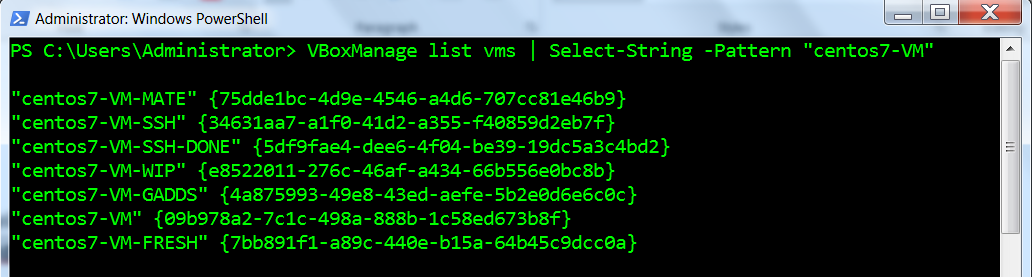 Administrator: Windows PowerShell
PS C:\Users\Administrator> VBoxManage list vms | Select-String -Pattern "centos7-VM"
"centos7-VM-MATE" {75dde1bc-4d9e-4546-a4d6-707cc81e46b9}
"centos7-VM-SSH" {34631aa7-a1f0-41d2-a355-f40859d2eb7f}
"centos7-VM-SSH-DONE" {5df9fae4-dee6-4f04-be39-19dc5a3c4bd2}
"centos7-VM-WIP" {e8522011-276c-46af-a434-66b556e0bc8b}
"centos7-VM-GADDS" {4a875993-49e8-43ed-aefe-5b2e0d6e6c0c}
"centos7-VM" {09b978a2-7c1c-498a-888b-1c58ed673b8f}
"centos7-VM-FRESH" {7bb891f1-a89c-440e-b15a-64b45c9dcc0a}